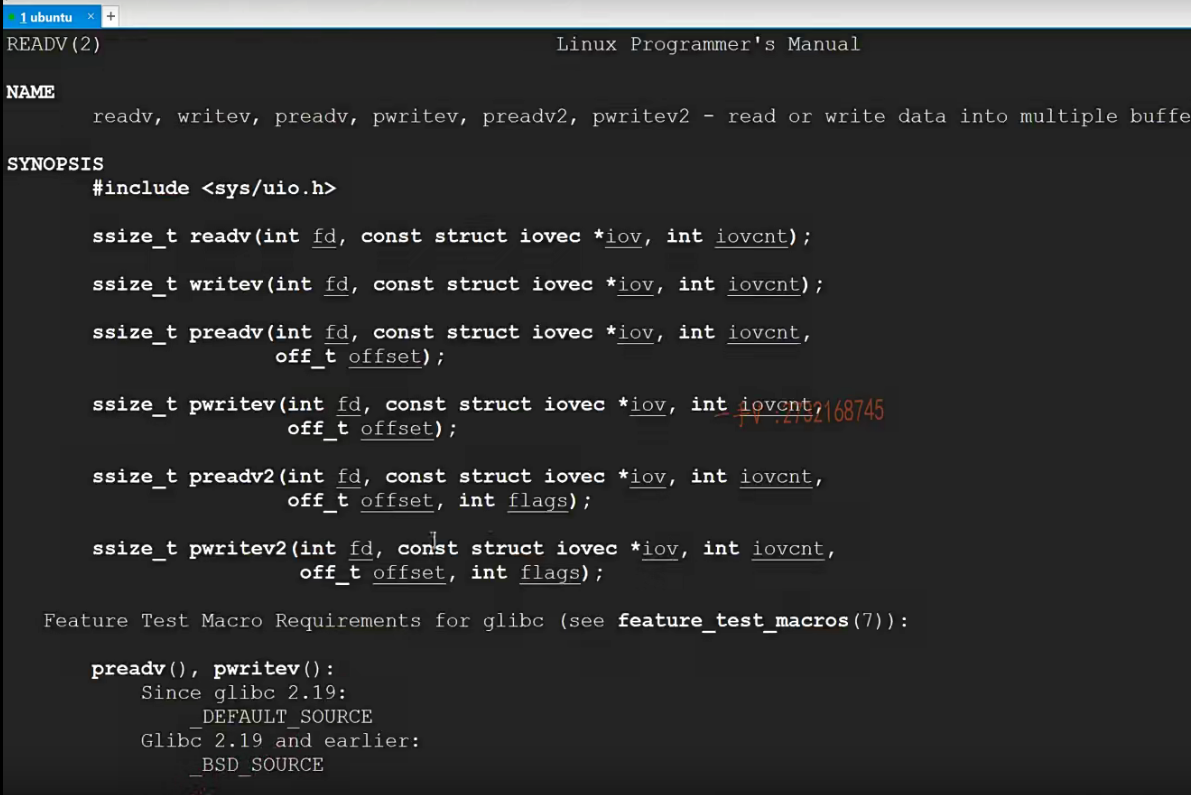 1 ubuntu × +
READV(2) Linux Programmer's Manual
NAME
readv, writev, preadv, pwritev, preadv2, pwritev2 - read or write data into multiple buffe
SYNOPSIS
#include <sys/uio.h>
ssize_t readv(int fd, const struct iovec *iov, int iovcnt);
ssize_t writev(int fd, const struct iovec *iov, int iovcnt);
ssize_t preadv(int fd, const struct iovec *iov, int iovcnt,
off_t offset);
ssize_t pwritev(int fd, const struct iovec *iov, int iovcnt,
off_t offset);
ssize_t preadv2(int fd, const struct iovec *iov, int iovcnt,
off_t offset, int flags);
ssize_t pwritev2(int fd, const struct iovec *iov, int iovcnt,
off_t offset, int flags);
Feature Test Macro Requirements for glibc (see feature_test_macros(7)):
preadv(), pwritev():
Since glibc 2.19:
_DEFAULT_SOURCE
Glibc 2.19 and earlier:
_BSD_SOURCE